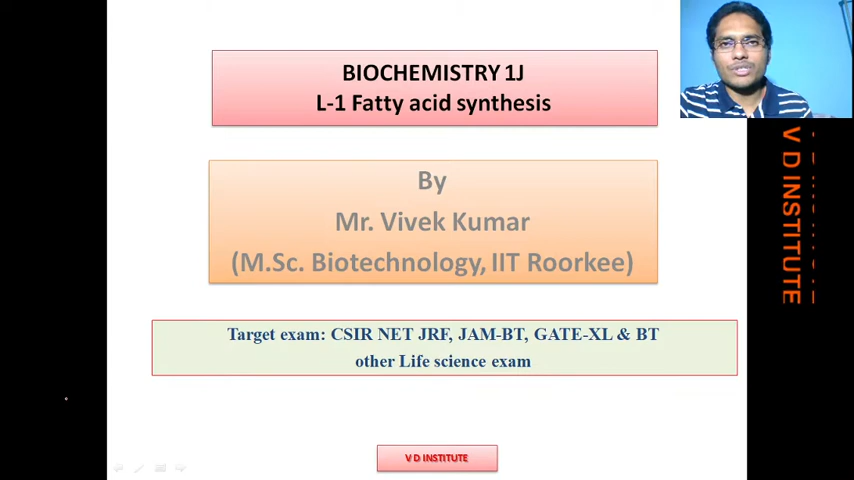 BIOCHEMISTRY 1J
L-1 Fatty acid synthesis
By
Mr. Vivek Kumar
(M.Sc. Biotechnology, IIT Roorkee)
Target exam: CSIR NET JRF, JAM-BT, GATE-XL & BT
other Life science exam
V D INSTITUTE
V D INSTITUTE